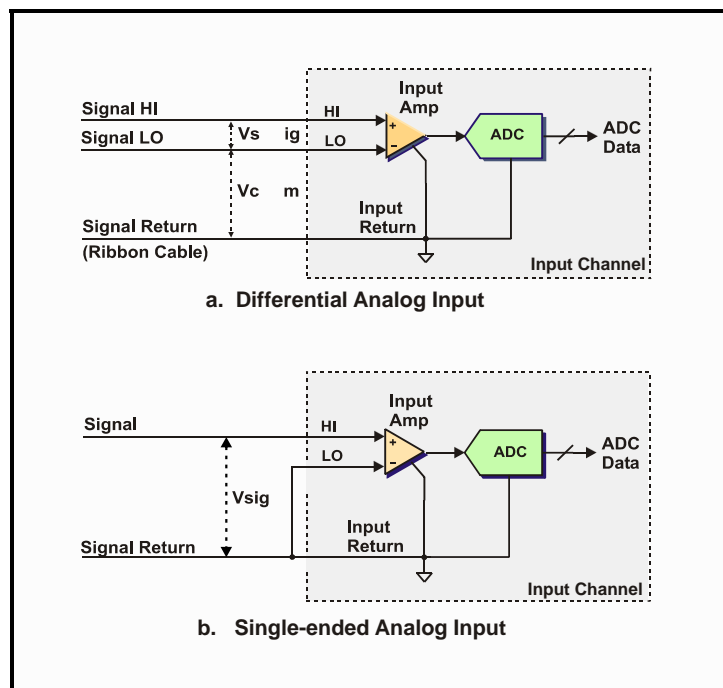 Input
Amp
Signal HI
HI
+
ADC
ADC
Data
Vs ig
Signal LO
LO
−
Vc m
Signal Return
(Ribbon Cable)
Input
Return
Input Channel
a. Differential Analog Input
Input
Amp
Signal
HI
+
ADC
ADC
Data
LO
−
Vsig
Signal Return
Input
Return
Input Channel
b. Single-ended Analog Input